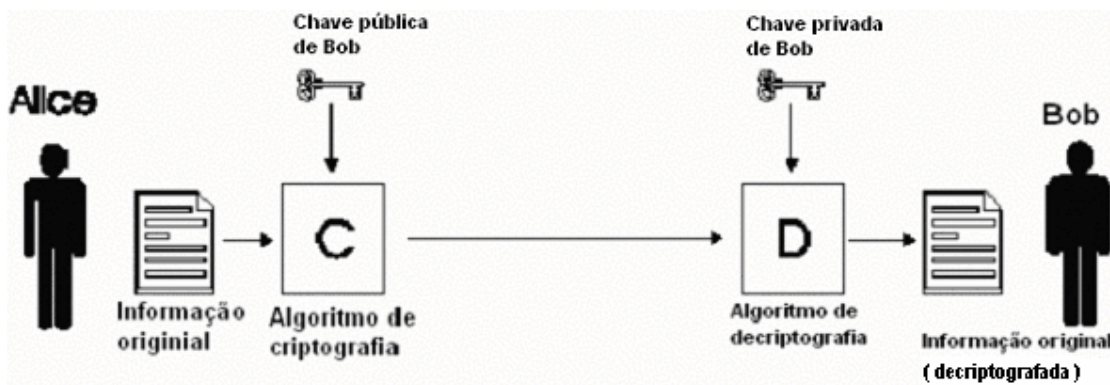 Chave pública
de Bob
Chave privada
de Bob
Alice
Bob
C
D
Informação
originial
Algoritmo de
criptografia
Algoritmo de
decriptografia
Informação original
( decriptografada )